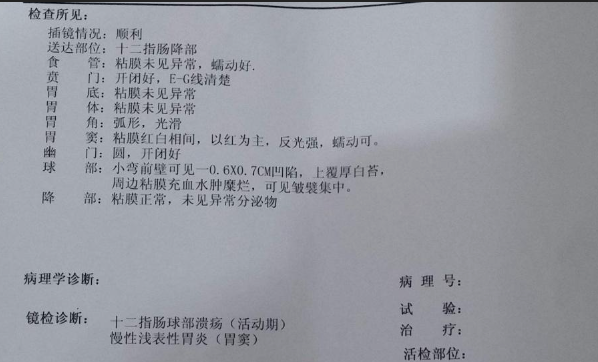 检查所见：
插镜情况：顺利
送达部位：十二指肠降部
食 管：粘膜未见异常，蠕动好.
贲 门：开闭好，E-G线清楚
胃 底：粘膜未见异常
胃 体：粘膜未见异常
胃 角：弧形，光滑
胃 窦：粘膜红白相间，以红为主，反光强，蠕动可。
幽 门：圆，开闭好
球 部：小弯前壁可见一0.6X0.7CM凹陷，上覆厚白苔，
周边粘膜充血水肿糜烂，可见皱襞集中。
降 部：粘膜正常，未见异常分泌物
病理学诊断：
病 理 号：
镜检诊断：十二指肠球部溃疡（活动期）
慢性浅表性胃炎（胃窦）
试 验：
治 疗：
活检部位：